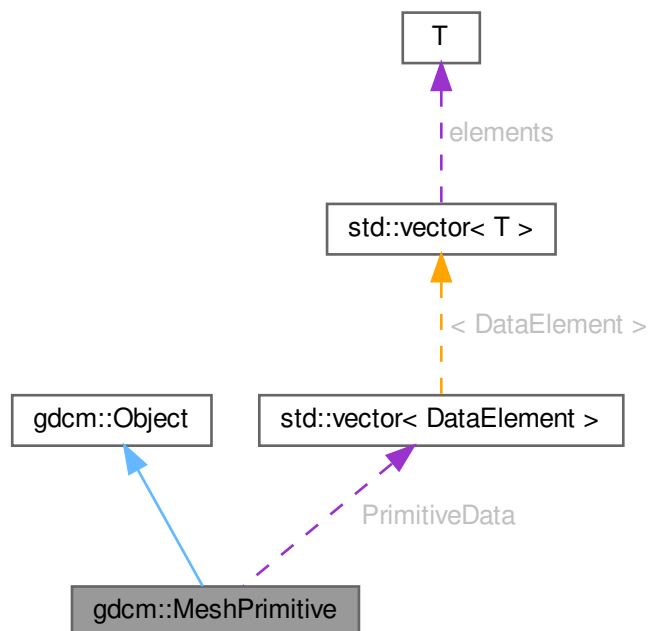 T
elements
std::vector< T >
< DataElement >
gdcm::Object
std::vector< DataElement >
PrimitiveData
gdcm::MeshPrimitive